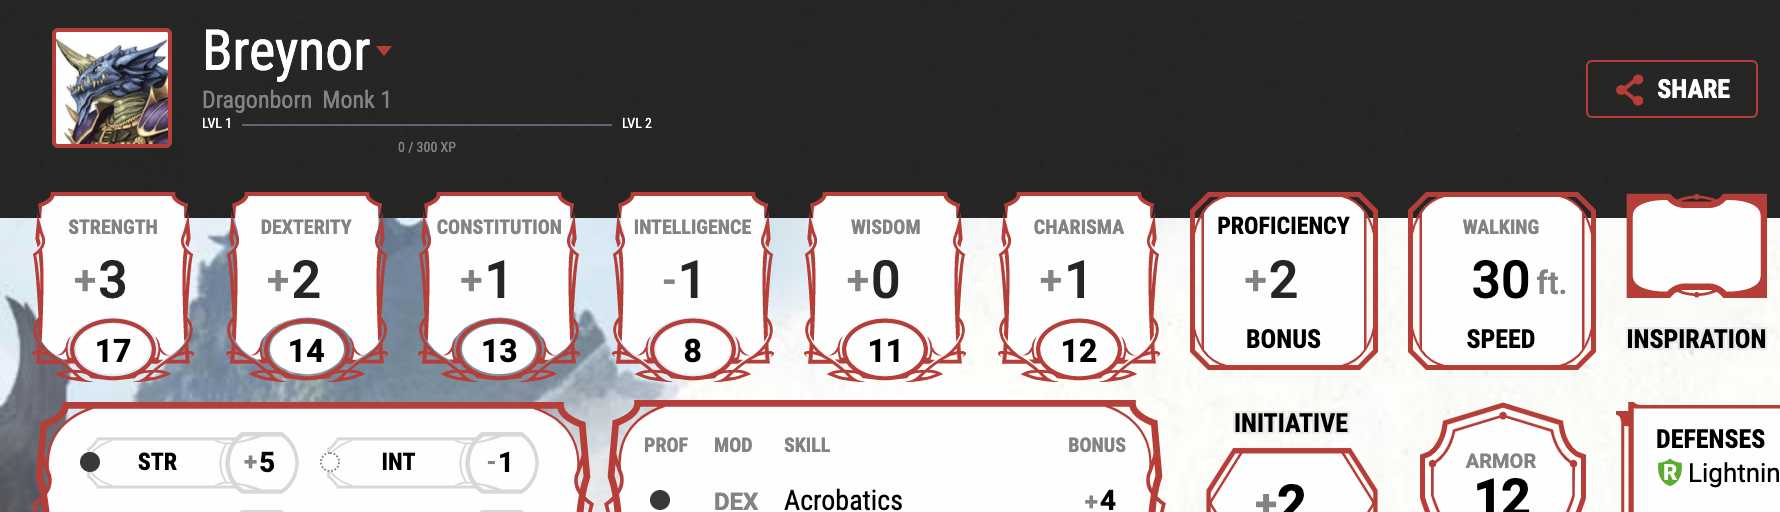 Breynor
Dragonborn Monk 1
LVL 1 LVL 2
0 / 300 XP
SHARE
STRENGTH DEXTERITY CONSTITUTION INTELLIGENCE WISDOM CHARISMA PROFICIENCY WALKING
+3 +2 +1 -1 +0 +1 +2 30 ft.
17 14 13 8 11 12 BONUS SPEED INSPIRATION
INITIATIVE
PROF MOD SKILL BONUS
STR +5 INT -1
DEX Acrobatics +4
+2
ARMOR
12
DEFENSES
R Lightnin